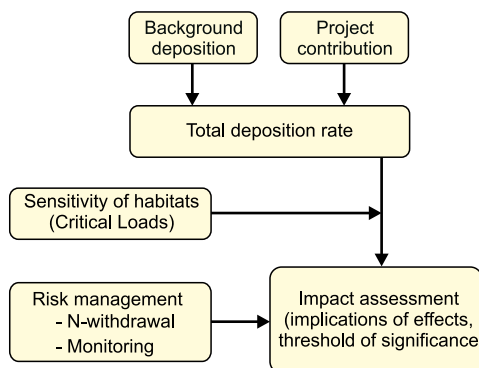 Background
deposition
Project
contribution
Total deposition rate
Sensitivity of habitats
(Critical Loads)
Risk management
- N-withdrawal
- Monitoring
Impact assessment
(implications of effects,
threshold of significance